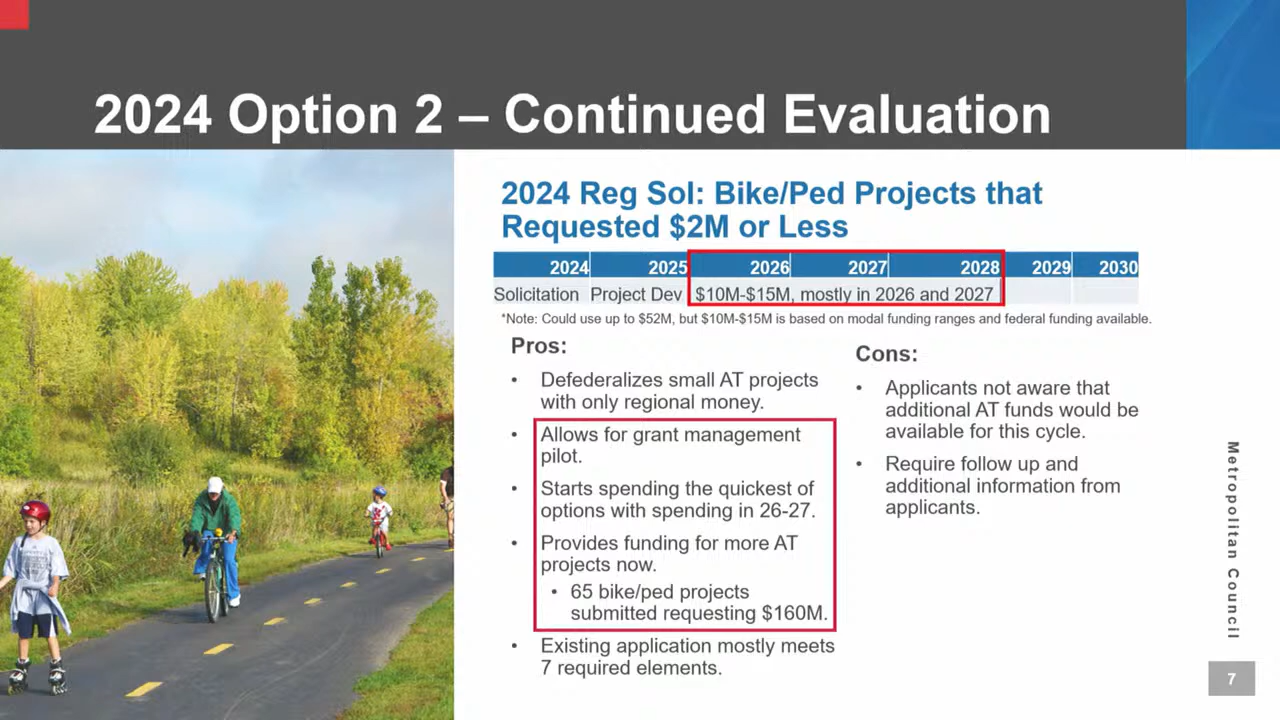 2024 Option 2 – Continued Evaluation
2024 Reg Sol: Bike/Ped Projects that
Requested $2M or Less
2024 2025 2026 2027 2028 2029 2030
Solicitation Project Dev $10M-$15M, mostly in 2026 and 2027
*Note: Could use up to $52M, but $10M-$15M is based on modal funding ranges and federal funding available.
Pros:
• Defederalizes small AT projects
with only regional money.
• Allows for grant management
pilot.
• Starts spending the quickest of
options with spending in 26-27.
• Provides funding for more AT
projects now.
• 65 bike/ped projects
submitted requesting $160M.
• Existing application mostly meets
7 required elements.
Cons:
• Applicants not aware that
additional AT funds would be
available for this cycle.
• Require follow up and
additional information from
applicants.
Metropolitan Council
7